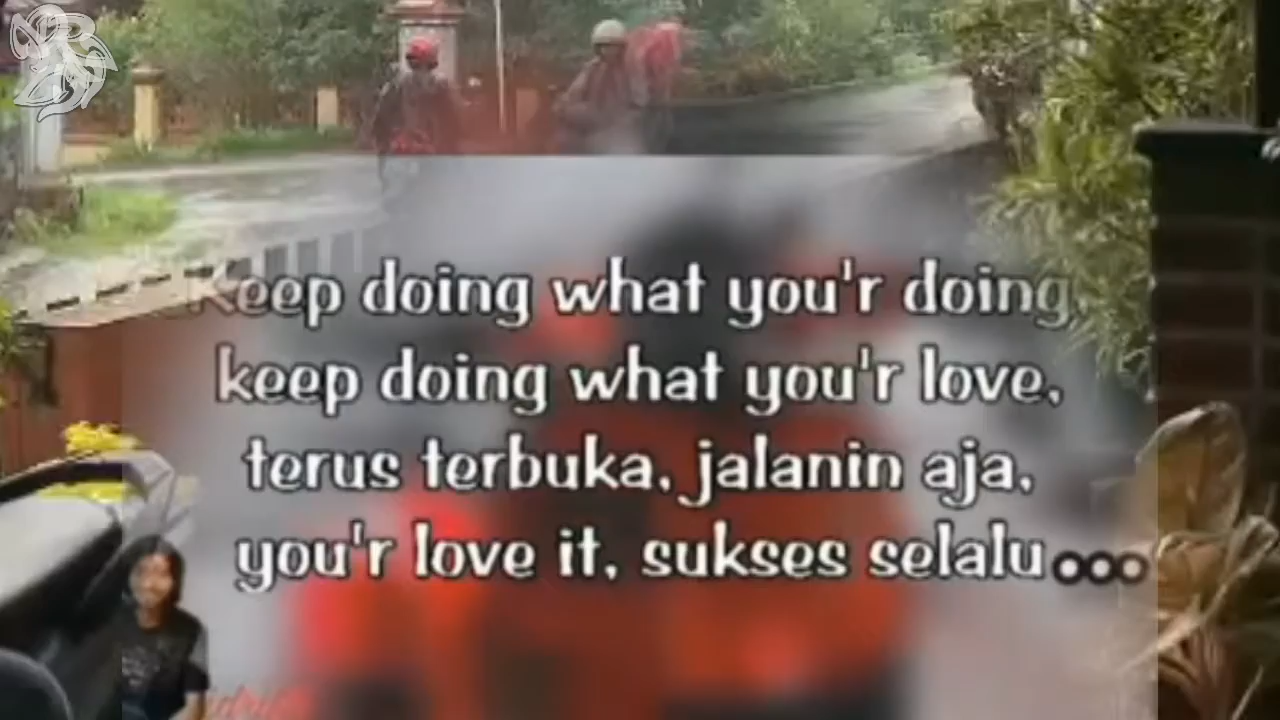 Keep doing what you'r doing,
keep doing what you'r love,
terus terbuka, jalanin aja,
you'r love it, sukses selalu...